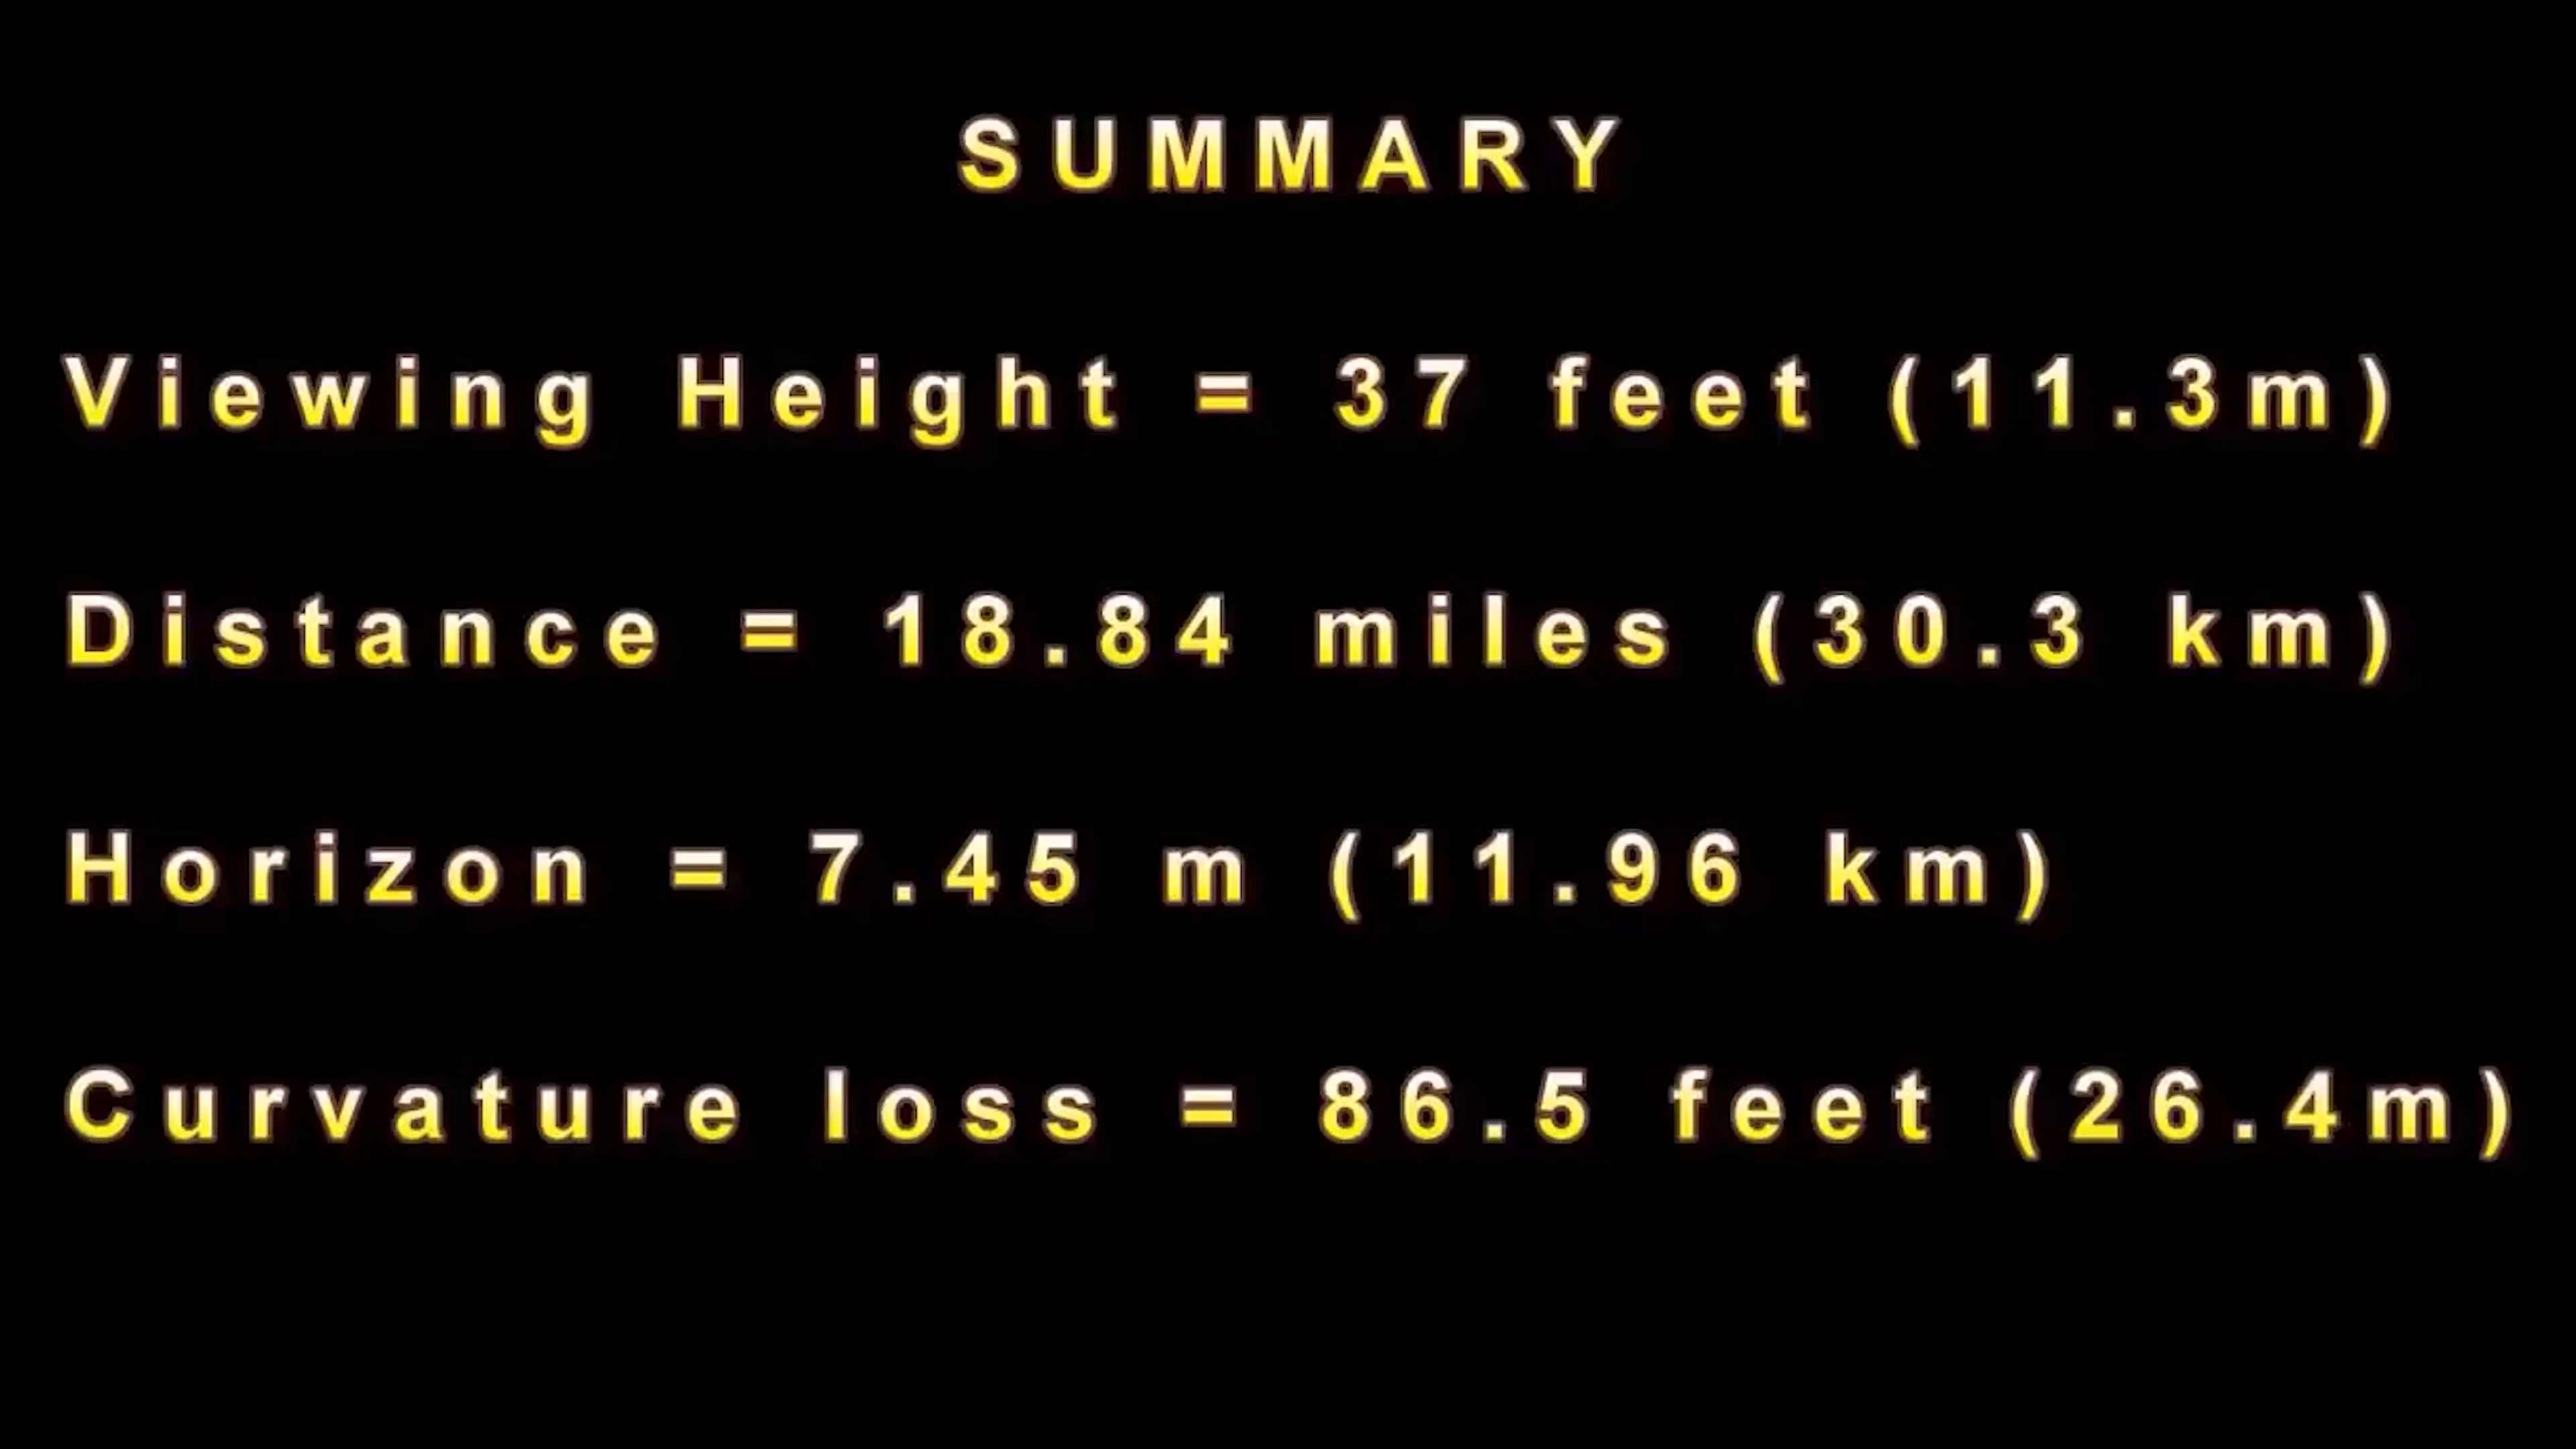 SUMMARY
Viewing Height = 37 feet (11.3m)
Distance = 18.84 miles (30.3 km)
Horizon = 7.45 m (11.96 km)
Curvature loss = 86.5 feet (26.4m)